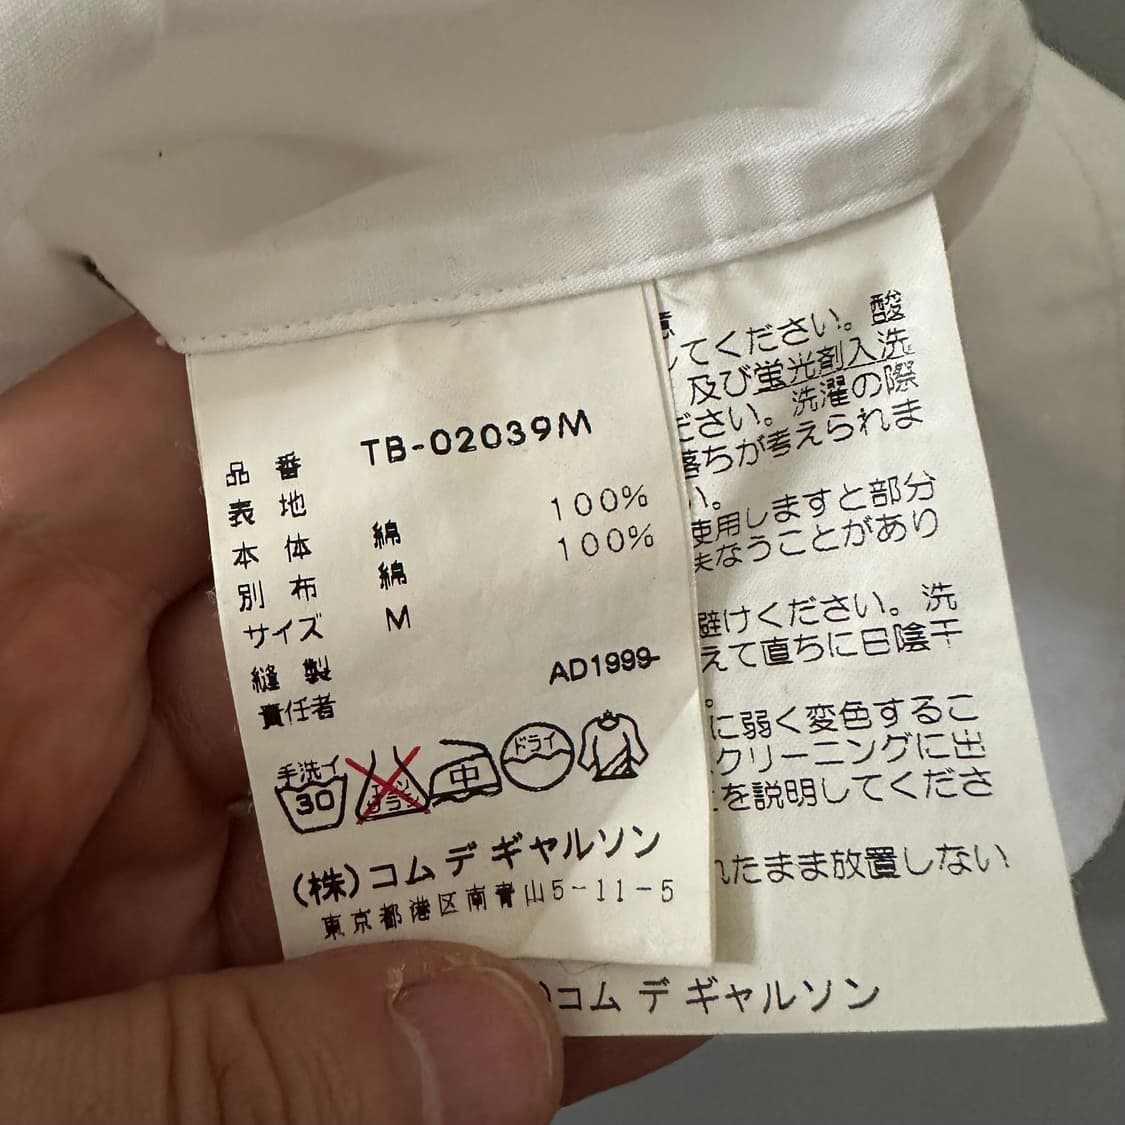 品番 TB-02039M
表地
本体 綿 100%
別布 綿 100%
サイズ M
縫製
責任者 AD1999
手洗イ 30 エンソ サラシ 中 ドライ
(株)コム デ ギャルソン
東京都港区南青山5-11-5
してください。酸
及び蛍光剤入洗
ださい。洗濯の際
落ちが考えられま
い。
使用しますと部分
なうことがあり
避けください。洗
えて直ちに日陰干
。
に弱く変色するこ
クリーニングに出
を説明してくださ
れたまま放置しない
)コム デ ギャルソン